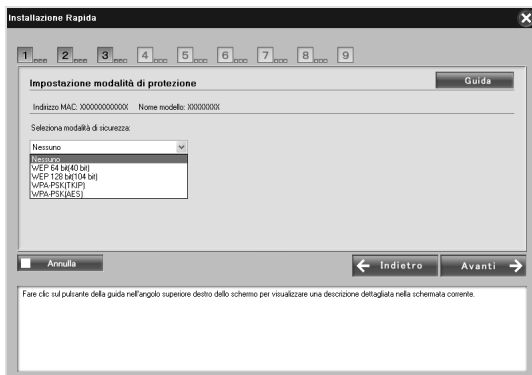 Installazione Rapida
1 2 3 4 5 6 7 8 9
Impostazione modalità di protezione
Guida
Indirizzo MAC: XXXXXXXXXXXX Nome modello: XXXXXXXX
Seleziona modalità di sicurezza:
Nessuno
Nessuno
WEP 64 bit(40 bit)
WEP 128 bit(104 bit)
WPA-PSK(TKIP)
WPA-PSK(AES)
Annulla
Indietro
Avanti
Fare clic sul pulsante della guida nell'angolo superiore destro dello schermo per visualizzare una descrizione dettagliata nella schermata corrente.